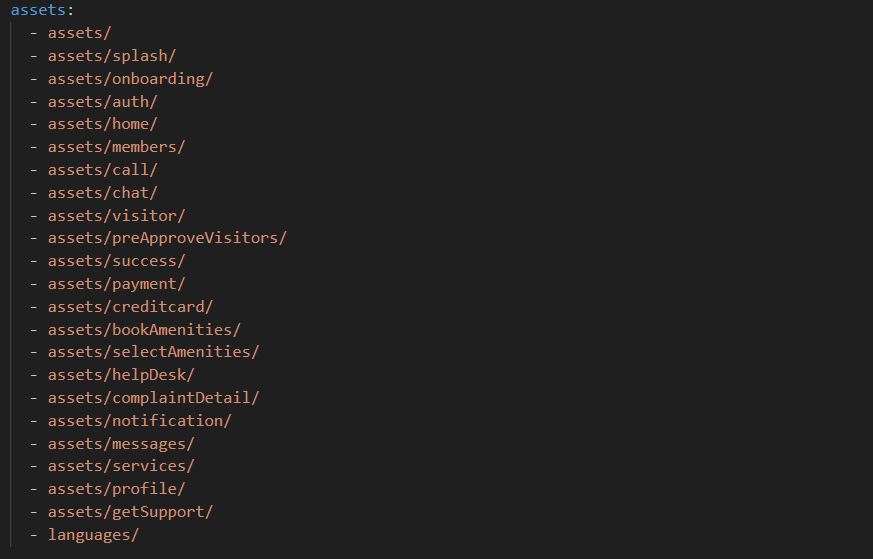 assets:
- assets/
- assets/splash/
- assets/onboarding/
- assets/auth/
- assets/home/
- assets/members/
- assets/call/
- assets/chat/
- assets/visitor/
- assets/preApproveVisitors/
- assets/success/
- assets/payment/
- assets/creditcard/
- assets/bookAmenities/
- assets/selectAmenities/
- assets/helpDesk/
- assets/complaintDetail/
- assets/notification/
- assets/messages/
- assets/services/
- assets/profile/
- assets/getSupport/
- languages/